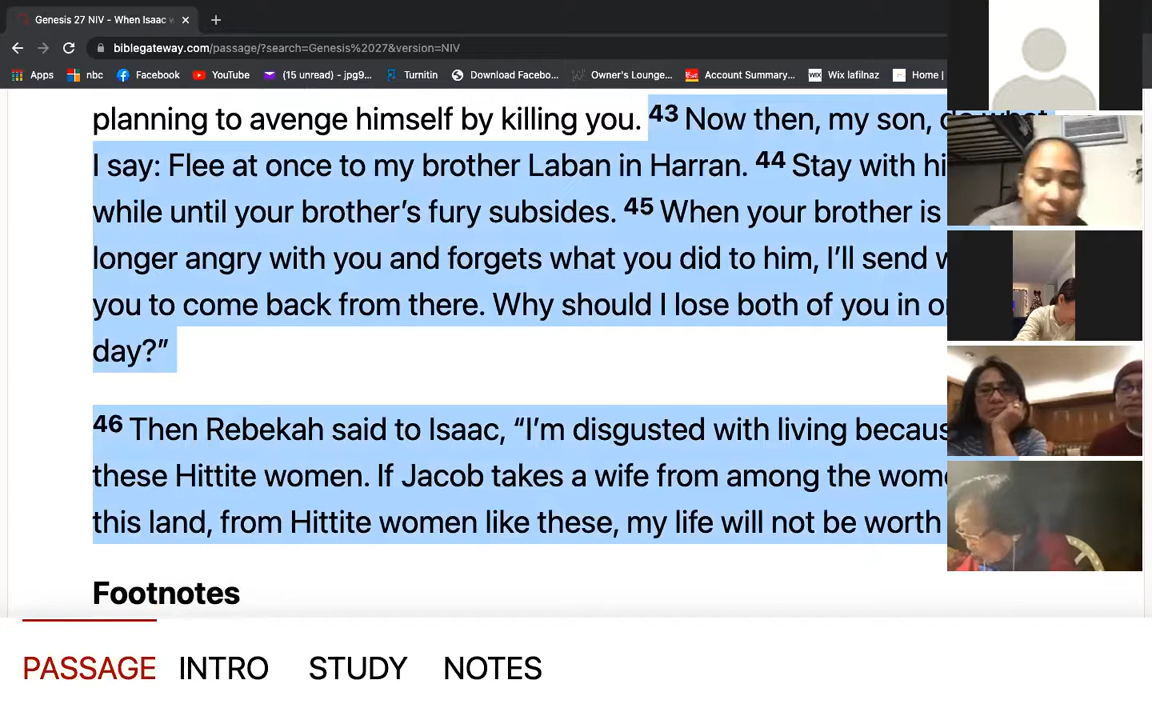 Genesis 27 NIV - When Isaac
biblegateway.com/passage/?search=Genesis%2027&version=NIV
Apps nbc Facebook YouTube (15 unread) - jpg9... Turnitin Download Facebo... Owner's Lounge... Account Summary... WIX Wix lafilnaz Home |
planning to avenge himself by killing you. 43 Now then, my son, do what
I say: Flee at once to my brother Laban in Harran. 44 Stay with
while until your brother’s fury subsides. 45 When your brother is
longer angry with you and forgets what you did to him, I’ll send
you to come back from there. Why should I lose both of you in
day?”
46 Then Rebekah said to Isaac, “I’m disgusted with living
these Hittite women. If Jacob takes a wife from among the
this land, from Hittite women like these, my life will not be worth
Footnotes
PASSAGE INTRO STUDY NOTES